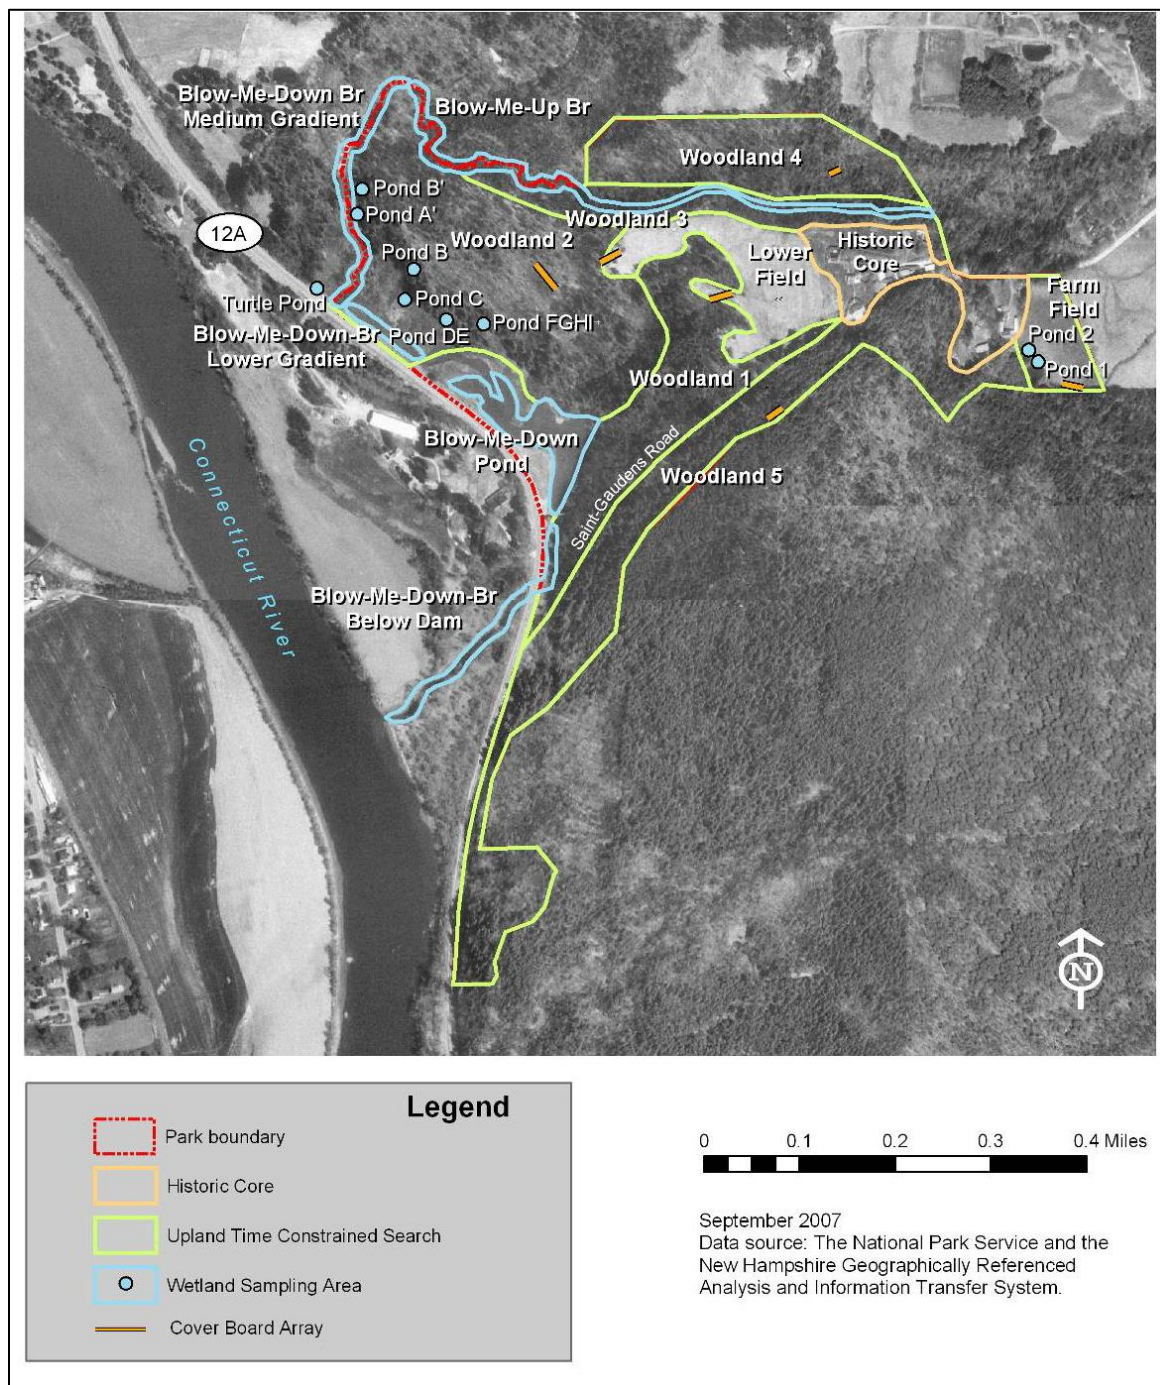 Blow-Me-Down Br
Medium Gradient
Blow-Me-Up Br
Woodland 4
Pond B'
Pond A'
Woodland 3
12A
Woodland 2
Pond B
Lower
Field
Historic
Core
Farm
Field
Turtle Pond
Pond C
Pond DE
Pond FGHI
Blow-Me-Down-Br
Lower Gradient
Pond 2
Pond 1
Woodland 1
Blow-Me-Down
Pond
Saint-Gaudens Road
Woodland 5
Connecticut River
Blow-Me-Down-Br
Below Dam
N
Legend
Park boundary
Historic Core
Upland Time Constrained Search
Wetland Sampling Area
Cover Board Array
0 0.1 0.2 0.3 0.4 Miles
September 2007
Data source: The National Park Service and the
New Hampshire Geographically Referenced
Analysis and Information Transfer System.